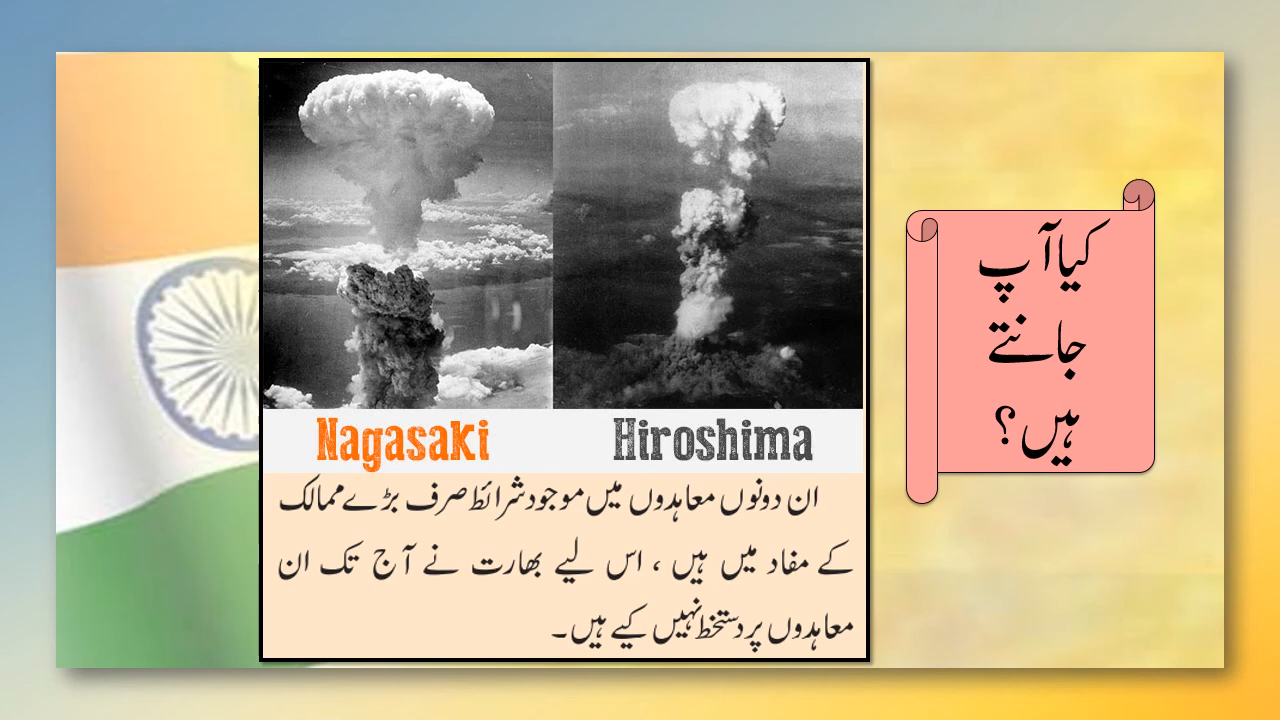 کیا آپ
جانتے
ہیں؟
Nagasaki Hiroshima
ان دونوں معاہدوں میں موجود شرائط صرف بڑے ممالک
کے مفاد میں ہیں ، اس لیے بھارت نے آج تک ان
معاہدوں پر دستخط نہیں کیے ہیں۔